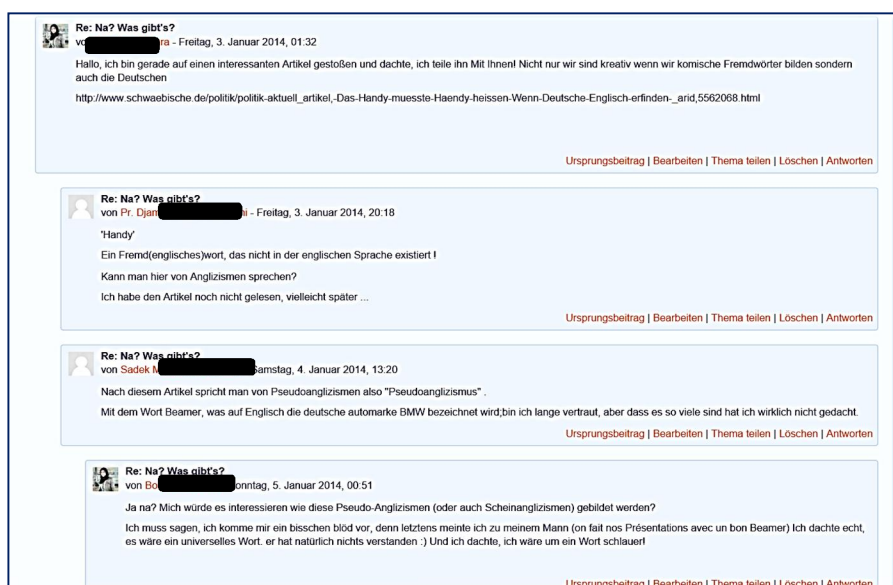 Re: Na? Was gibt's?
ra - Freitag, 3. Januar 2014, 01:32
Hallo, ich bin gerade auf einen interessanten Artikel gestoßen und dachte, ich teile ihn Mit Ihnen! Nicht nur wir sind kreativ wenn wir komische Fremdwörter bilden sondern
auch die Deutschen
http://www.schwaebische.de/politik/politik-aktuell_artikel,-Das-Handy-muesste-Haendy-heissen-Wenn-Deutsche-Englisch-erfinden-_arid,5562068.html
Ursprungsbeitrag | Bearbeiten | Thema teilen | Löschen | Antworten
Re: Na? Was gibt's?
von Pr. Djam i - Freitag, 3. Januar 2014, 20:18
'Handy'
Ein Fremd(englisches)wort, das nicht in der englischen Sprache existiert !
Kann man hier von Anglizismen sprechen?
Ich habe den Artikel noch nicht gelesen, vielleicht später ...
Ursprungsbeitrag | Bearbeiten | Thema teilen | Löschen | Antworten
Re: Na? Was gibt's?
von Sadek M Samstag, 4. Januar 2014, 13:20
Nach diesem Artikel spricht man von Pseudoanglizismen also "Pseudoanglizismus" .
Mit dem Wort Beamer, was auf Englisch die deutsche automarke BMW bezeichnet wird;bin ich lange vertraut, aber dass es so viele sind hat ich wirklich nicht gedacht.
Ursprungsbeitrag | Bearbeiten | Thema teilen | Löschen | Antworten
Re: Na? Was gibt's?
von Bo onntag, 5. Januar 2014, 00:51
Ja na? Mich würde es interessieren wie diese Pseudo-Anglizismen (oder auch Scheinanglizismen) gebildet werden?
Ich muss sagen, ich komme mir ein bisschen blöd vor, denn letztens meinte ich zu meinem Mann (on fait nos Présentations avec un bon Beamer) Ich dachte echt,
es wäre ein universelles Wort. er hat natürlich nichts verstanden :) Und ich dachte, ich wäre um ein Wort schlauer!
Ursprungsbeitrag | Bearbeiten | Thema teilen | Löschen | Antworten